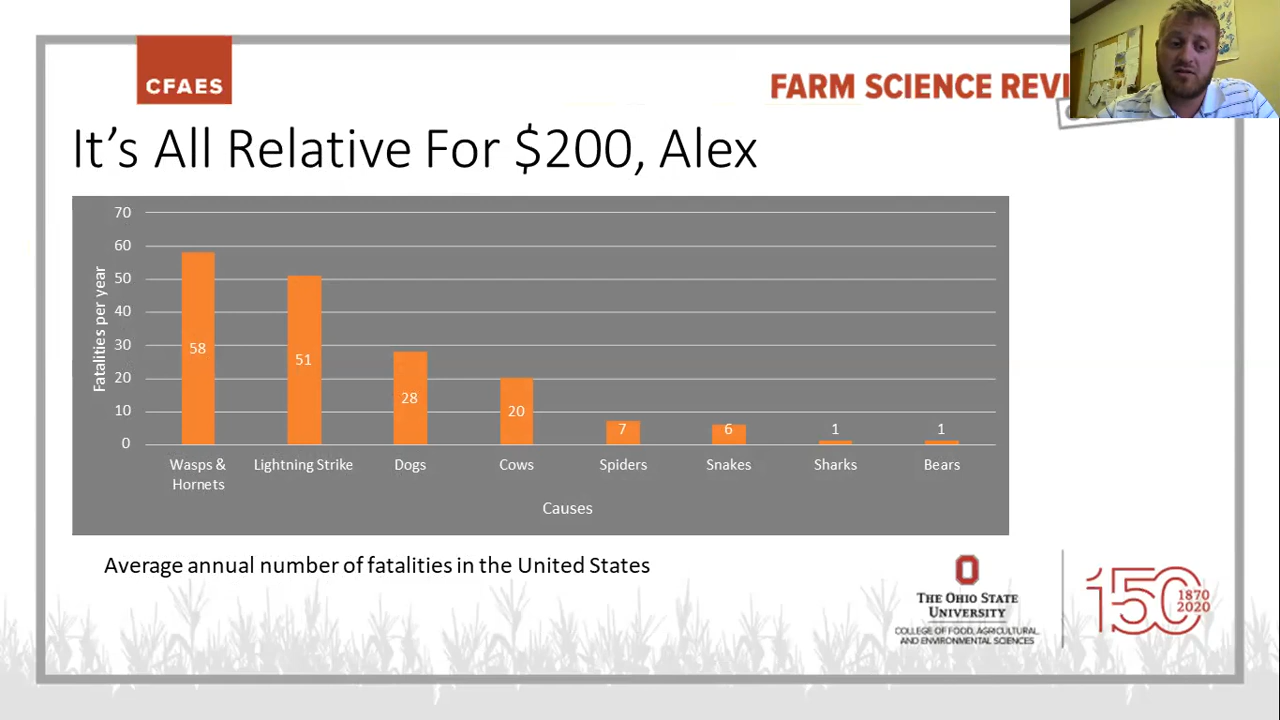 CFAES
FARM SCIENCE REVI
It's All Relative For $200, Alex
70
60
50
40
30
20
10
0
Fatalities per year
58
51
28
20
7
6
1
1
Wasps & Hornets
Lightning Strike
Dogs
Cows
Spiders
Snakes
Sharks
Bears
Causes
Average annual number of fatalities in the United States
THE OHIO STATE
UNIVERSITY
COLLEGE OF FOOD, AGRICULTURAL,
AND ENVIRONMENTAL SCIENCES
150
1870
2020